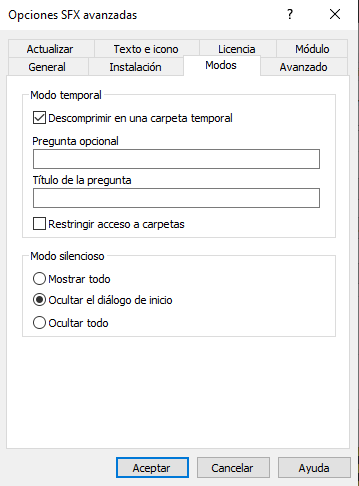 Opciones SFX avanzadas
Actualizar Texto e icono Licencia Módulo
General Instalación Modos Avanzado
Modo temporal
Descomprimir en una carpeta temporal
Pregunta opcional
Título de la pregunta
Restringir acceso a carpetas
Modo silencioso
Mostrar todo
Ocultar el diálogo de inicio
Ocultar todo
Aceptar Cancelar Ayuda